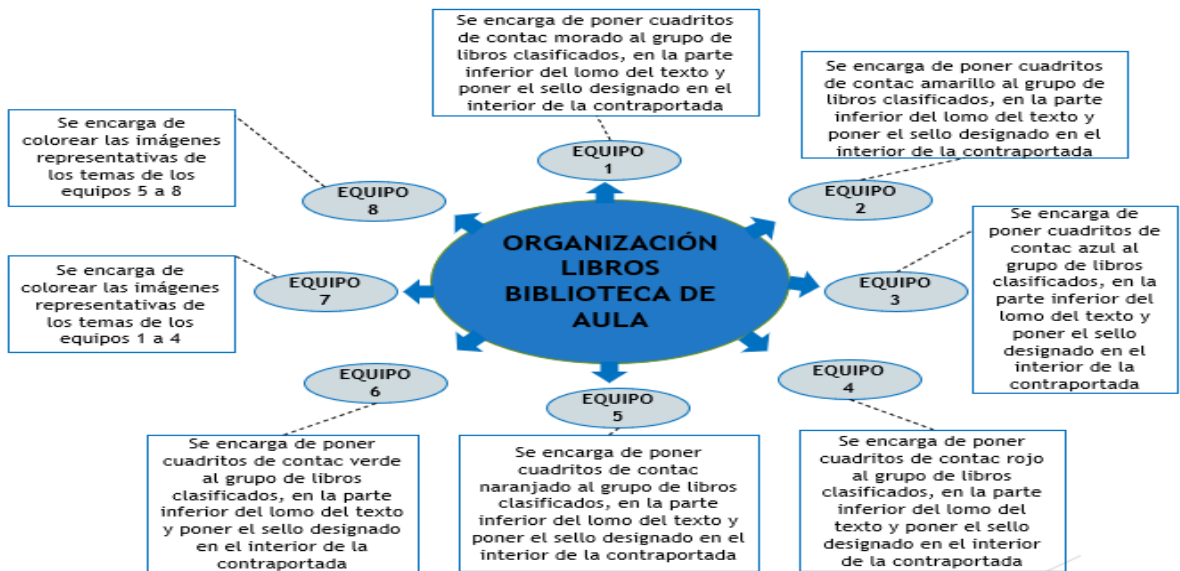 Se encarga de poner cuadritos
de contac morado al grupo de
libros clasificados, en la parte
inferior del lomo del texto y
poner el sello designado en el
interior de la contraportada
Se encarga de poner cuadritos
de contac amarillo al grupo de
libros clasificados, en la parte
inferior del lomo del texto y
poner el sello designado en el
interior de la contraportada
Se encarga de
colorear las imágenes
representativas de
los temas de los
equipos 5 a 8
EQUIPO
1
EQUIPO
8
EQUIPO
2
Se encarga de
poner cuadritos de
contac azul al
grupo de libros
clasificados, en la
parte inferior del
lomo del texto y
poner el sello
designado en el
interior de la
contraportada
ORGANIZACIÓN
LIBROS
BIBLIOTECA DE
AULA
Se encarga de
colorear las imágenes
representativas de
los temas de los
equipos 1 a 4
EQUIPO
7
EQUIPO
3
EQUIPO
6
EQUIPO
5
EQUIPO
4
Se encarga de poner
cuadritos de contac verde
al grupo de libros
clasificados, en la parte
inferior del lomo del texto
y poner el sello designado
en el interior de la
contraportada
Se encarga de poner
cuadritos de contac
naranjado al grupo de libros
clasificados, en la parte
inferior del lomo del texto y
poner el sello designado en el
interior de la contraportada
Se encarga de poner
cuadritos de contac rojo
al grupo de libros
clasificados, en la parte
inferior del lomo del
texto y poner el sello
designado en el interior
de la contraportada